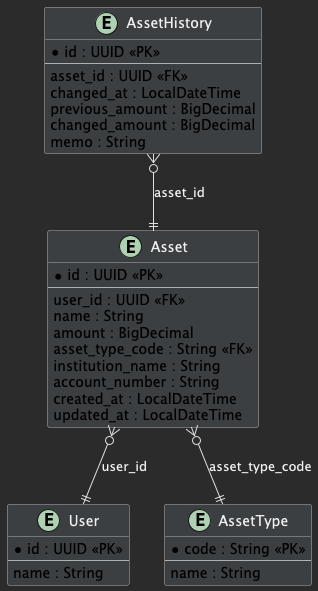 E AssetHistory
id : UUID «PK»
asset_id : UUID «FK»
changed_at : LocalDateTime
previous_amount : BigDecimal
changed_amount : BigDecimal
memo : String
asset_id
E Asset
id : UUID «PK»
user_id : UUID «FK»
name : String
amount : BigDecimal
asset_type_code : String «FK»
institution_name : String
account_number : String
created_at : LocalDateTime
updated_at : LocalDateTime
user_id
asset_type_code
E User
id : UUID «PK»
name : String
E AssetType
code : String «PK»
name : String